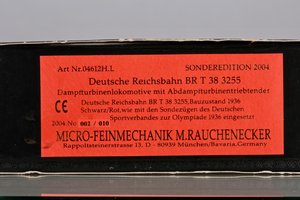 Art Nr.04612H.L SONDEREDITION 2004
Deutsche Reichsbahn BR T 38 3255
Dampfturbinenlokomotive mit Abdampfturbinentriebtender
CE Deutsche Reichsbahn BR T 38 3255,Bauzustand 1936
Schwarz/Rot,wie mit den Sonderzügen des Deutschen
Sportverbandes zur Olympiade 1936 eingesetzt
2004.No 002 / 010
MICRO-FEINMECHANIK M.RAUCHENECKER
Rappoltsteinerstrasse 13, D - 80939 München/Bavaria,Germany